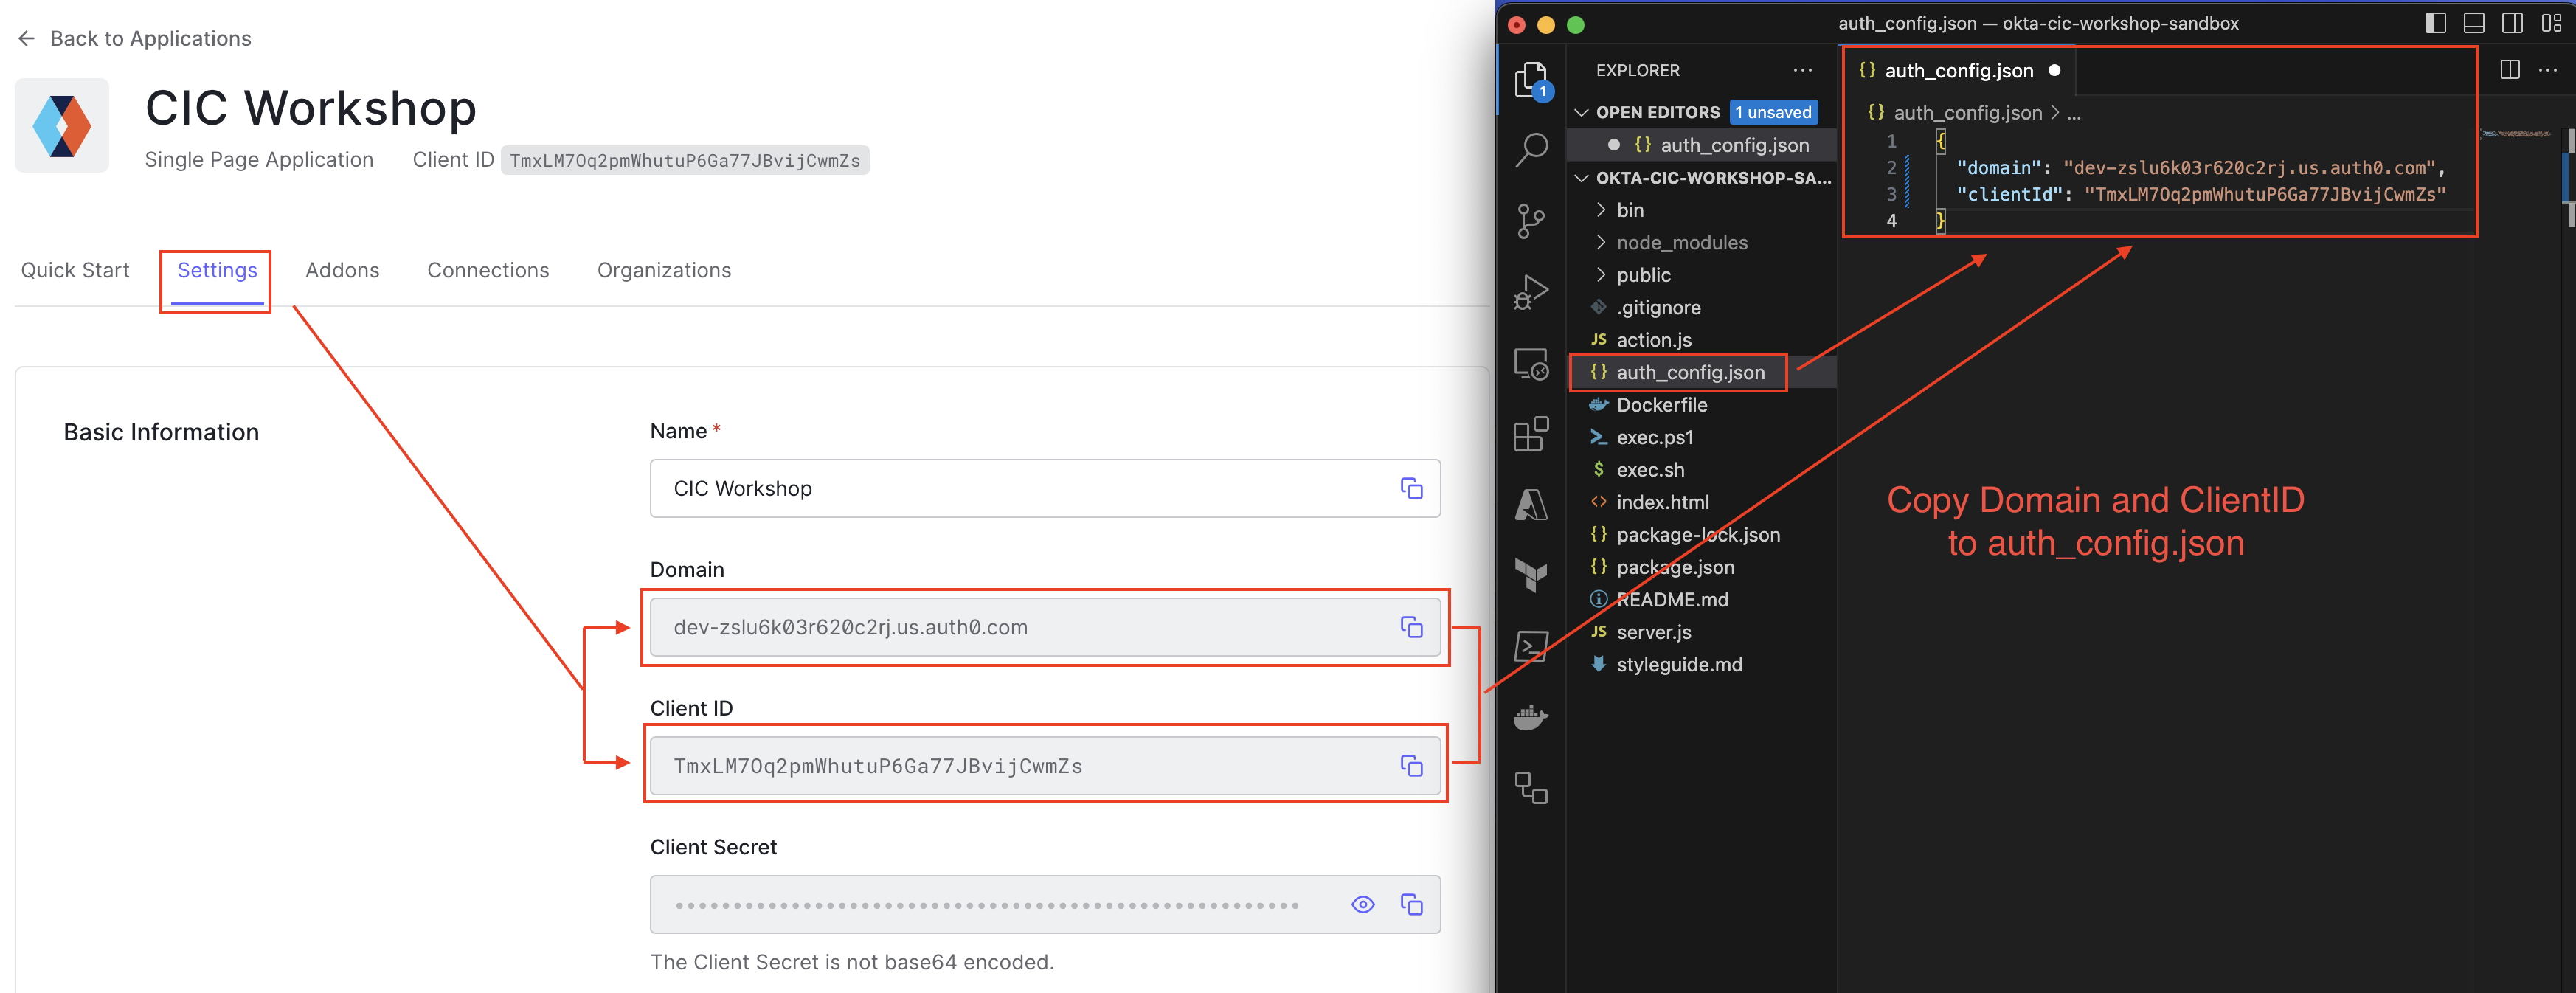 Back to Applications
CIC Workshop
Single Page Application Client ID TmxLM7Oq2pmWhutuP6Ga77JBvijCwmZs
Quick Start Settings Addons Connections Organizations
Basic Information
Name *
CIC Workshop
Domain
dev-zslu6k03r620c2rj.us.auth0.com
Client ID
TmxLM7Oq2pmWhutuP6Ga77JBvijCwmZs
Client Secret
The Client Secret is not base64 encoded.
auth_config.json — okta-cic-workshop-sandbox
EXPLORER
1
OPEN EDITORS 1 unsaved
{} auth_config.json
OKTA-CIC-WORKSHOP-SA...
bin
node_modules
public
.gitignore
JS action.js
{} auth_config.json
Dockerfile
exec.ps1
$ exec.sh
<> index.html
{} package-lock.json
{} package.json
README.md
JS server.js
styleguide.md
{} auth_config.json
{} auth_config.json > ...
1 {
2 "domain": "dev-zslu6k03r620c2rj.us.auth0.com",
3 "clientId": "TmxLM7Oq2pmWhutuP6Ga77JBvijCwmZs"
4 }
Copy Domain and ClientID
to auth_config.json